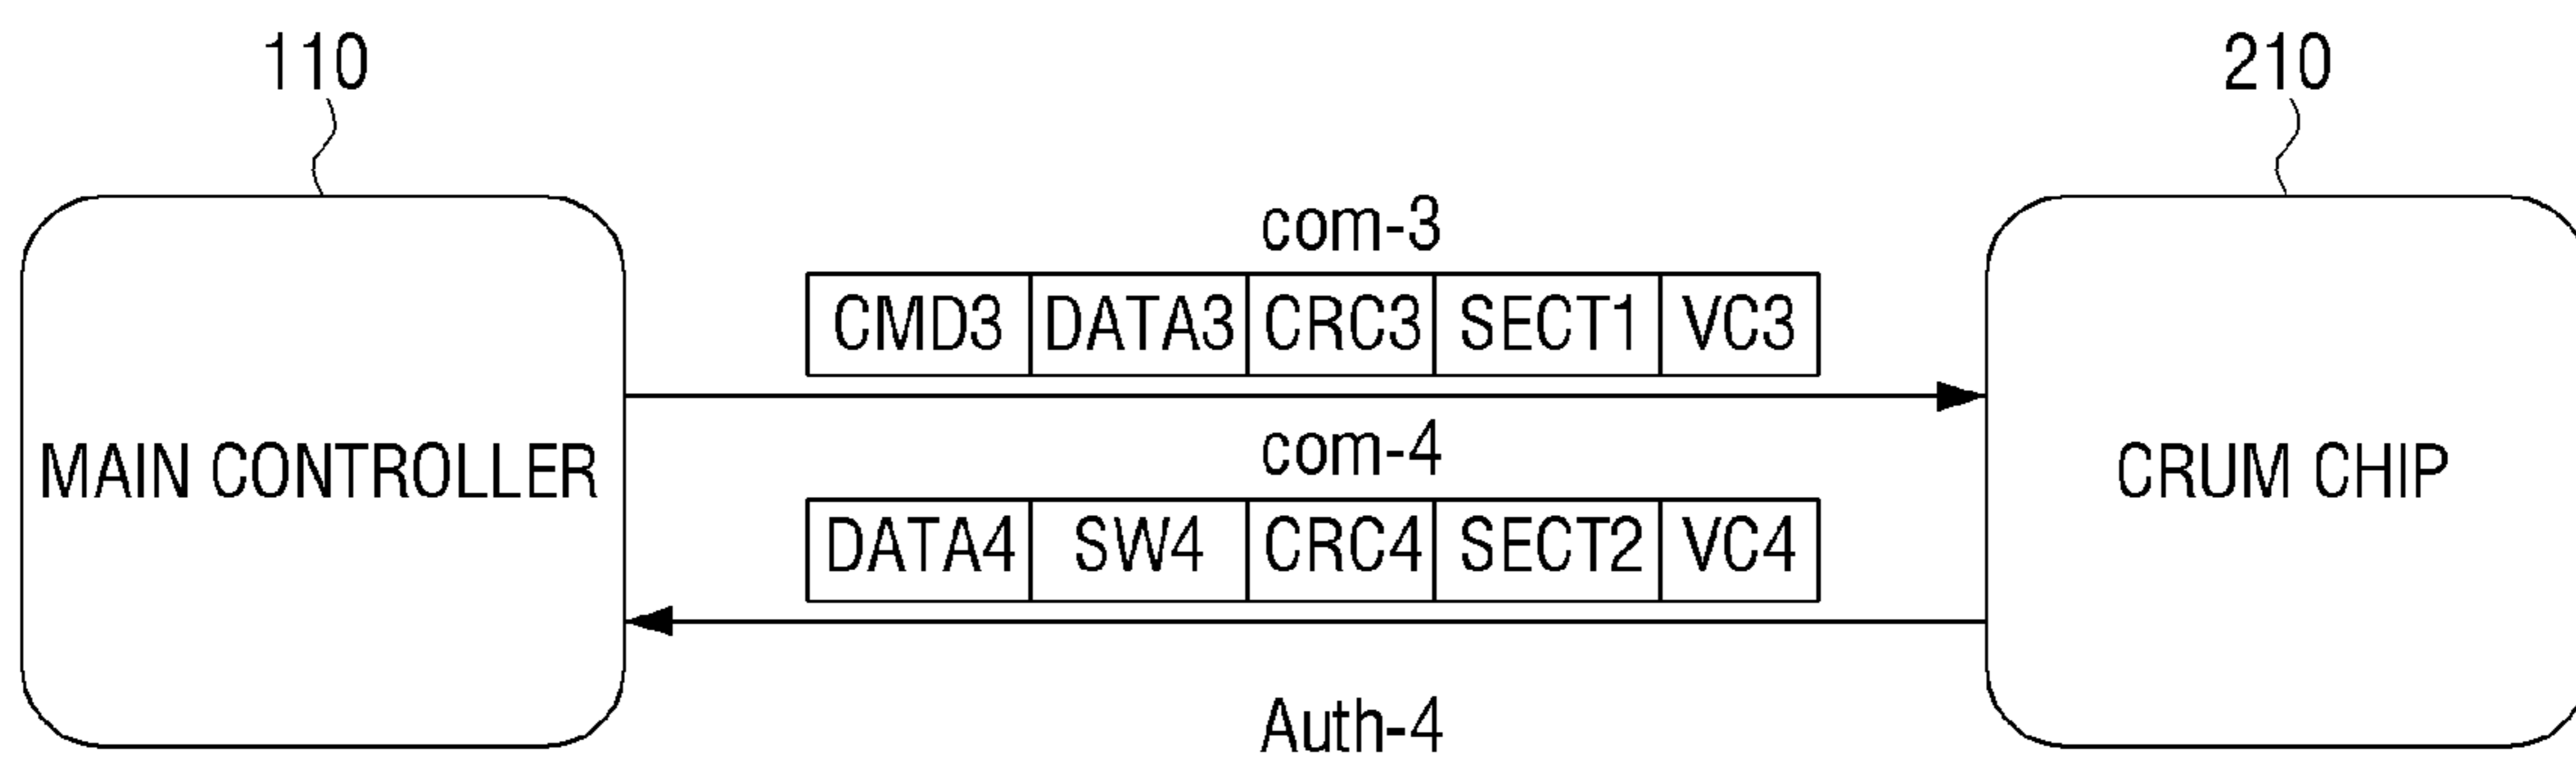 110
210
com-3
CMD3 DATA3 CRC3 SECT1 VC3
MAIN CONTROLLER
com-4
CRUM CHIP
DATA4 SW4 CRC4 SECT2 VC4
Auth-4